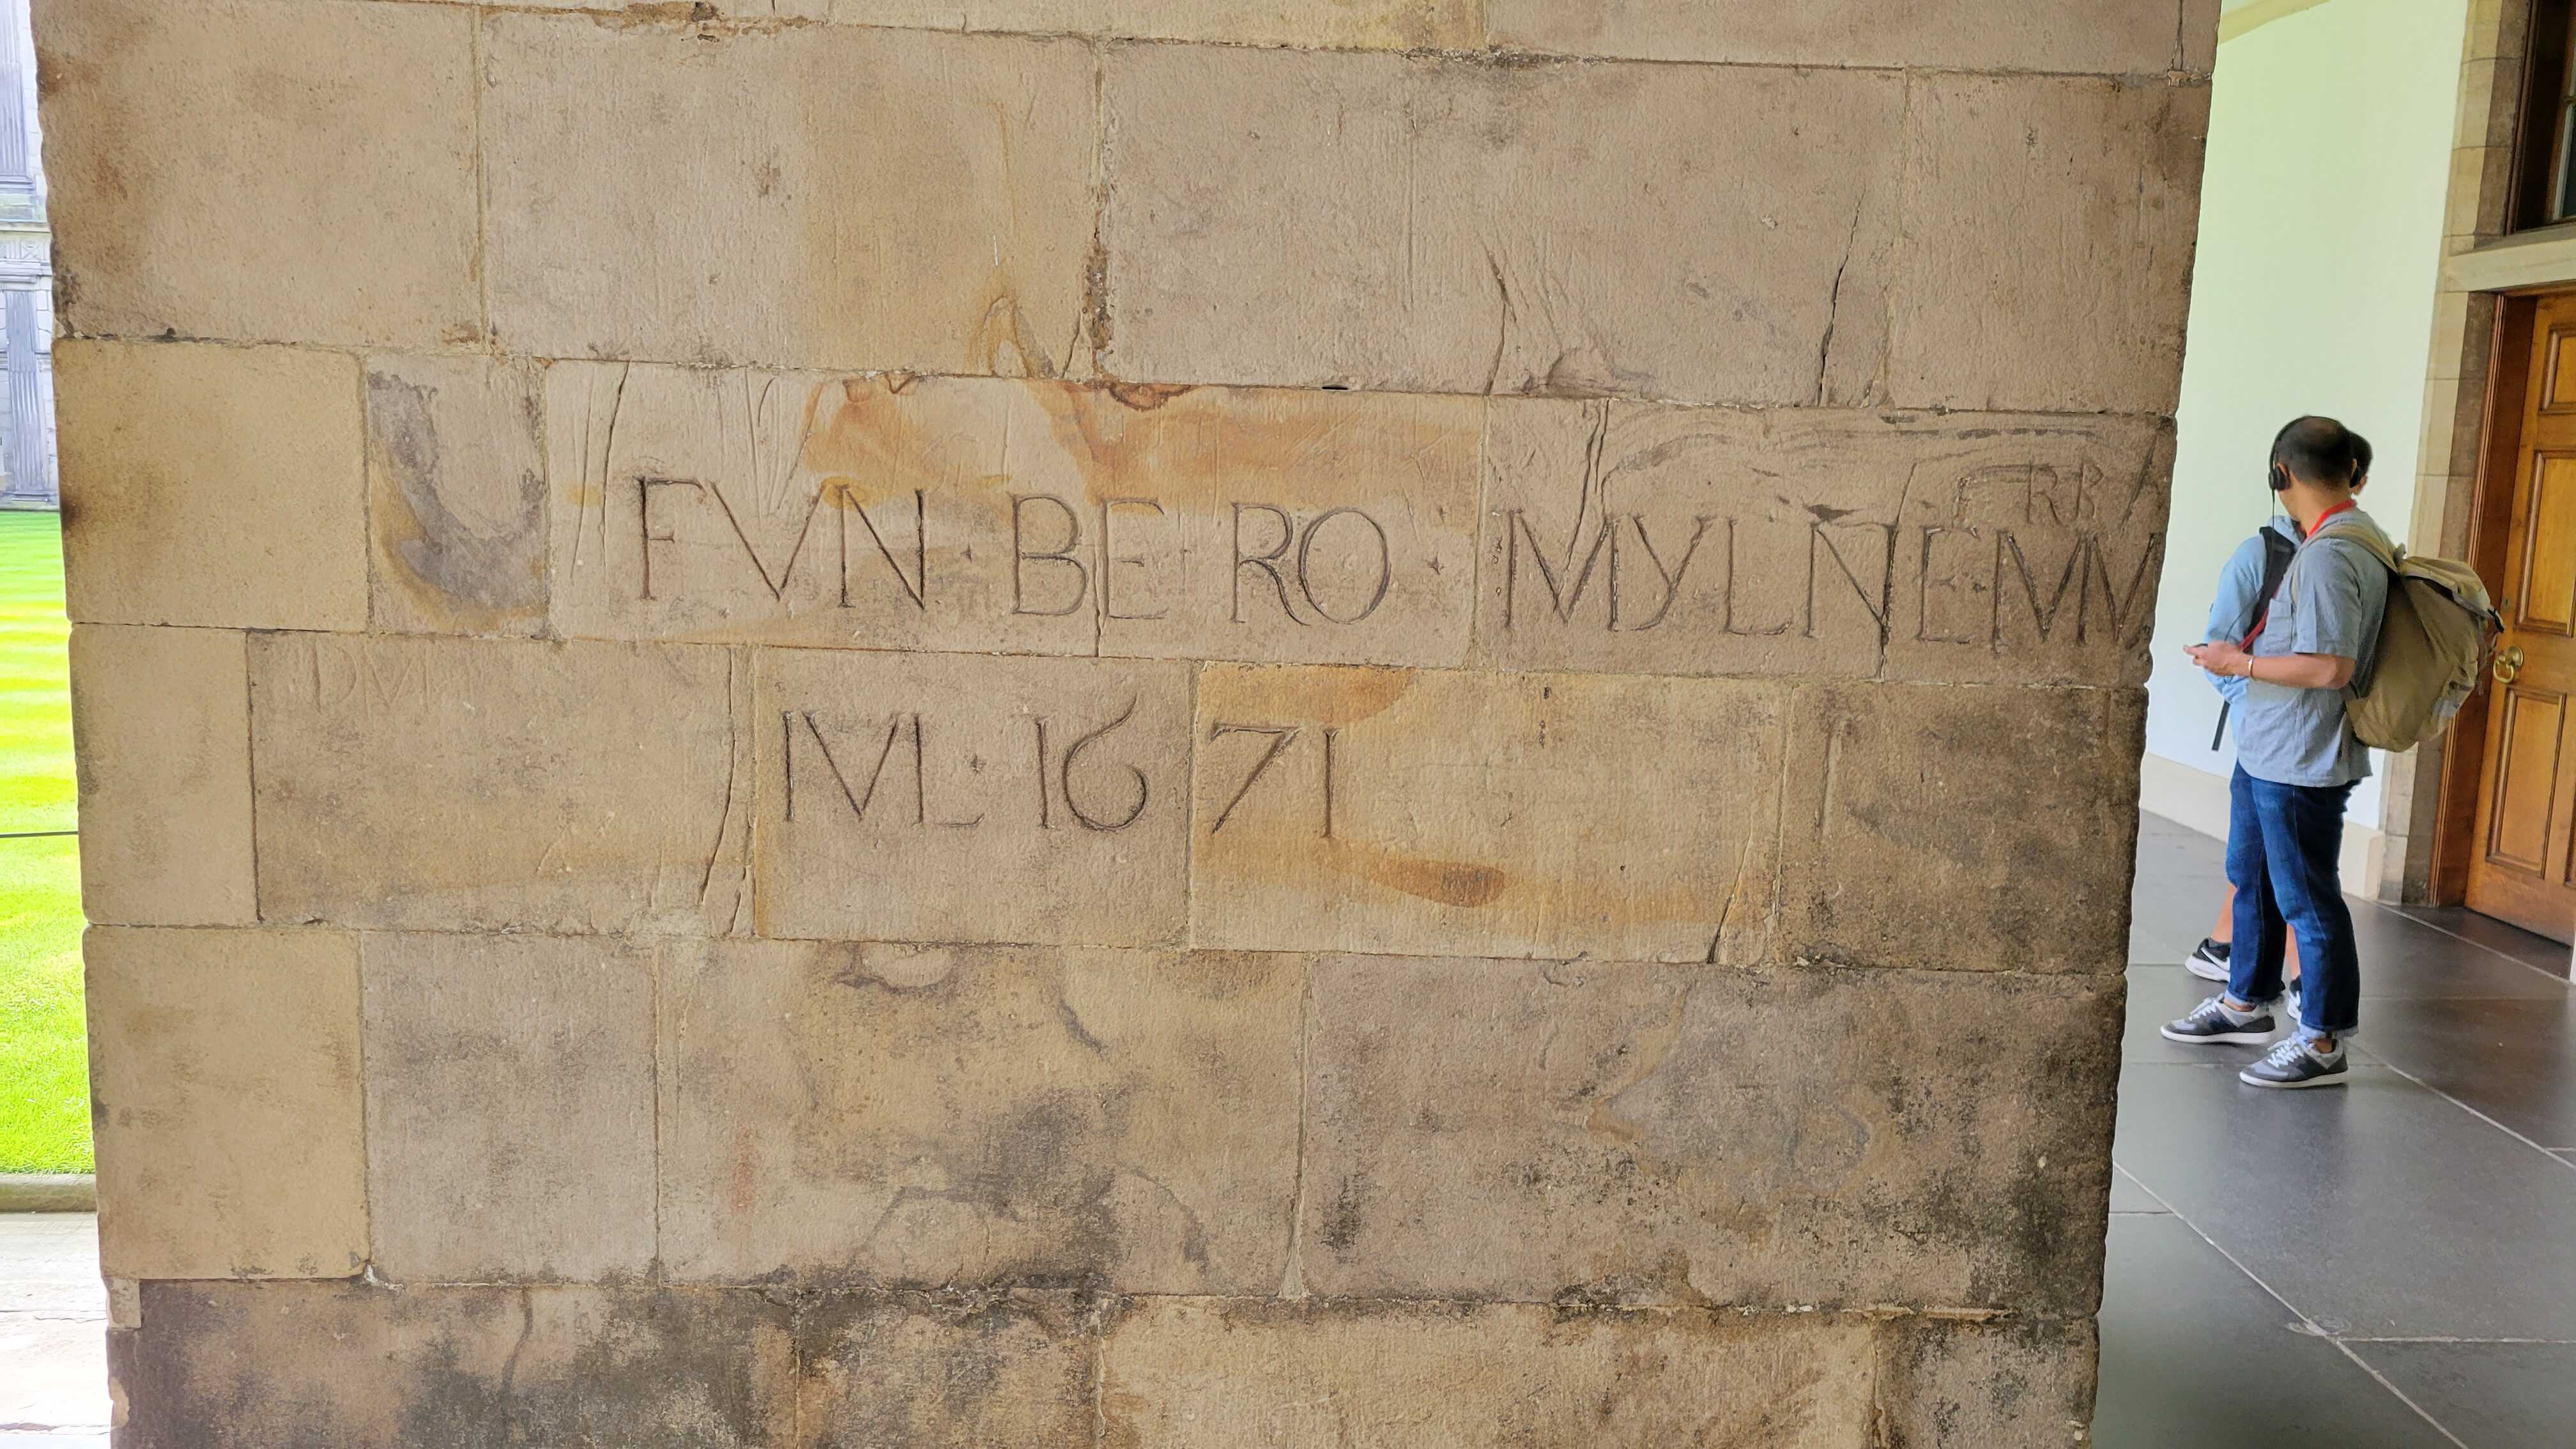 FVN · BE RO · MYLNE · MM
IVL · 1671